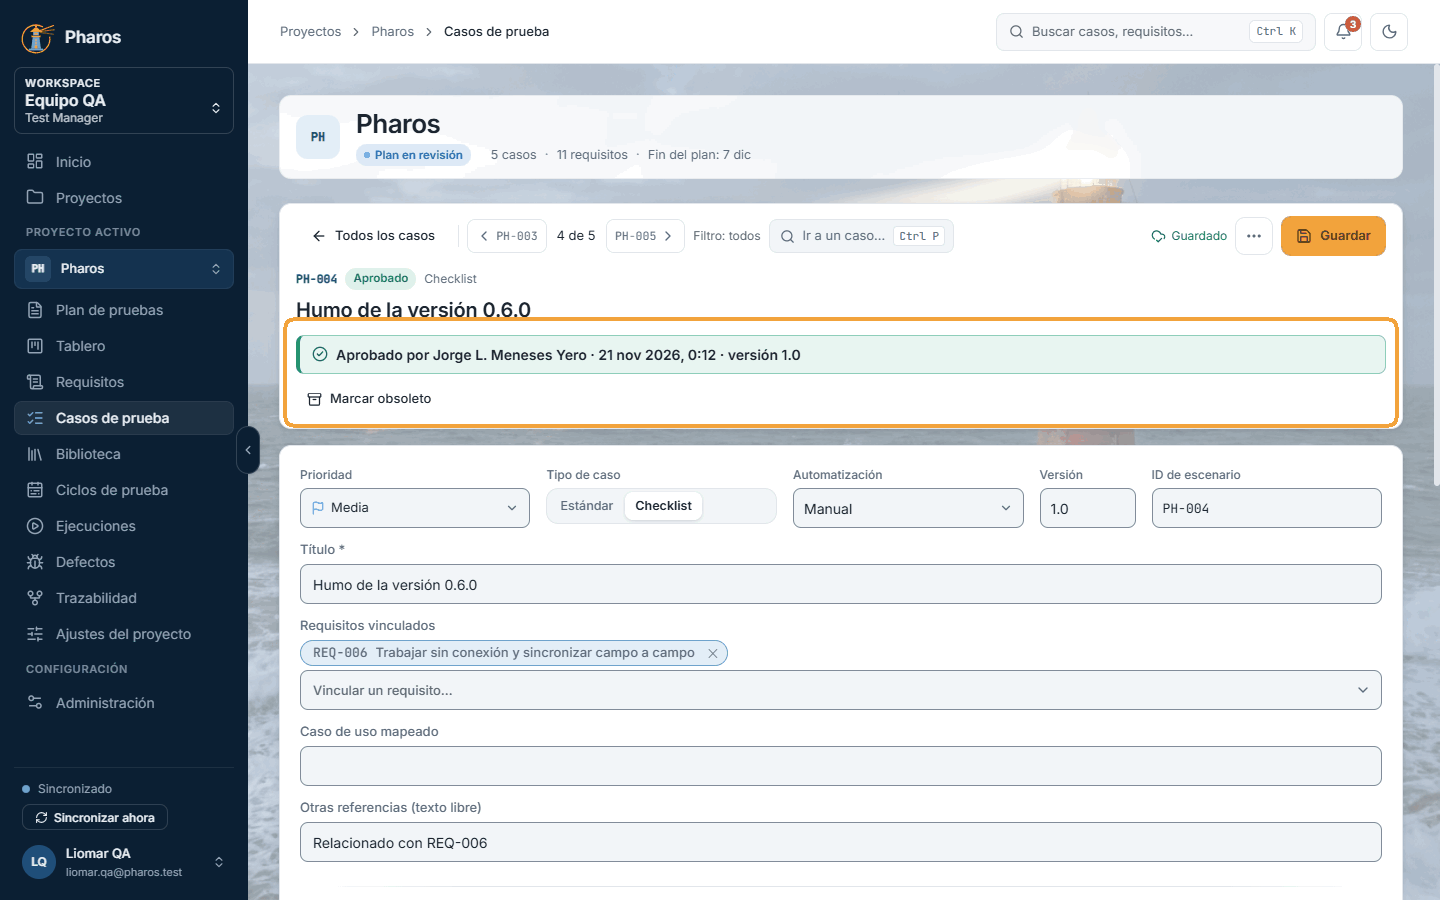 Pharos
WORKSPACE
Equipo QA
Test Manager
Inicio
Proyectos
PROYECTO ACTIVO
PH Pharos
Plan de pruebas
Tablero
Requisitos
Casos de prueba
Biblioteca
Ciclos de prueba
Ejecuciones
Defectos
Trazabilidad
Ajustes del proyecto
CONFIGURACIÓN
Administración
Sincronizado
Sincronizar ahora
LQ
Liomar QA
liomar.qa@pharos.test
Proyectos > Pharos > Casos de prueba
Buscar casos, requisitos... Ctrl K
3
PH
Pharos
Plan en revisión 5 casos · 11 requisitos · Fin del plan: 7 dic
Todos los casos PH-003 4 de 5 PH-005 Filtro: todos Ir a un caso... Ctrl P Guardado Guardar
PH-004 Aprobado Checklist
Humo de la versión 0.6.0
Aprobado por Jorge L. Meneses Yero · 21 nov 2026, 0:12 · versión 1.0
Marcar obsoleto
Prioridad Tipo de caso Automatización Versión ID de escenario
Media Estándar Checklist Manual 1.0 PH-004
Título *
Humo de la versión 0.6.0
Requisitos vinculados
REQ-006 Trabajar sin conexión y sincronizar campo a campo
Vincular un requisito...
Caso de uso mapeado
Otras referencias (texto libre)
Relacionado con REQ-006